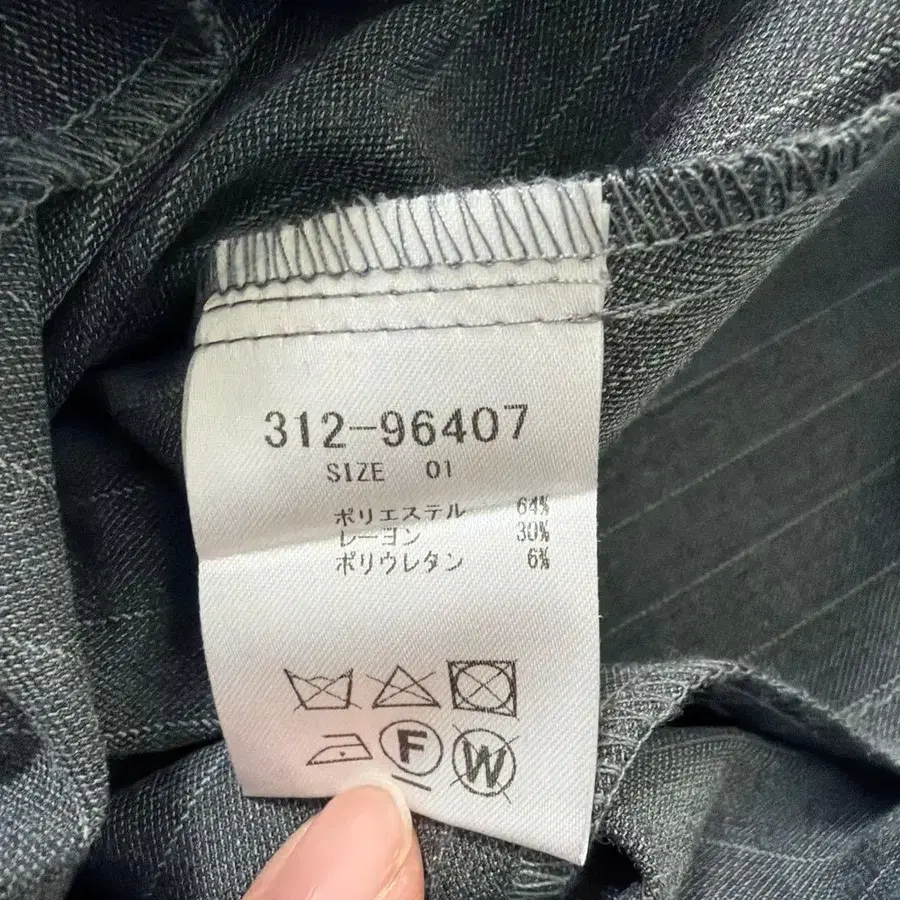 312-96407
SIZE 01
ポリエステル 64%
レーヨン 30%
ポリウレタン 6%
F
W